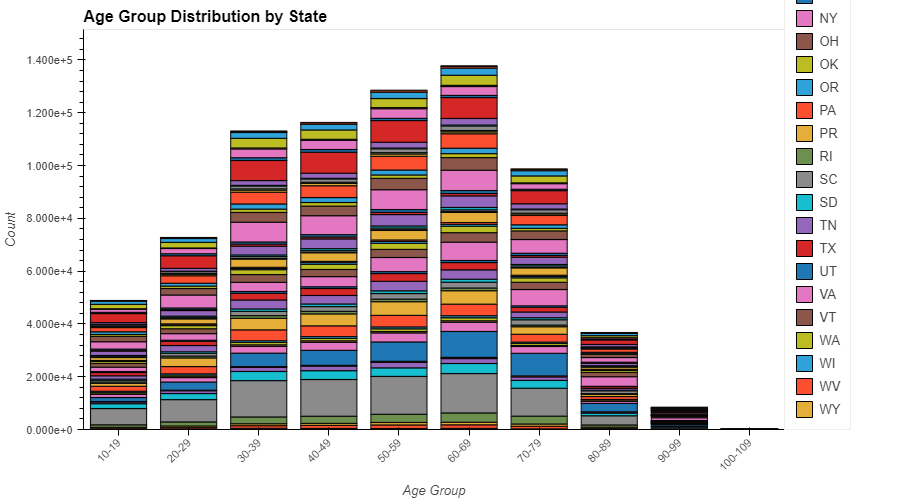 Age Group Distribution by State
1.400e+5
1.200e+5
1.000e+5
8.000e+4
6.000e+4
4.000e+4
2.000e+4
0.000e+0
Count
10-19
20-29
30-39
40-49
50-59
60-69
70-79
80-89
90-99
100-109
Age Group
NY
OH
OK
OR
PA
PR
RI
SC
SD
TN
TX
UT
VA
VT
WA
WI
WV
WY